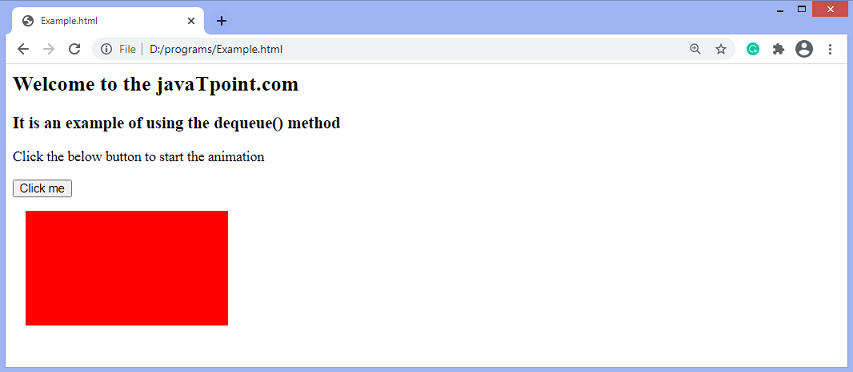 Example.html
File D:/programs/Example.html
Welcome to the javaTpoint.com
It is an example of using the dequeue() method
Click the below button to start the animation
Click me